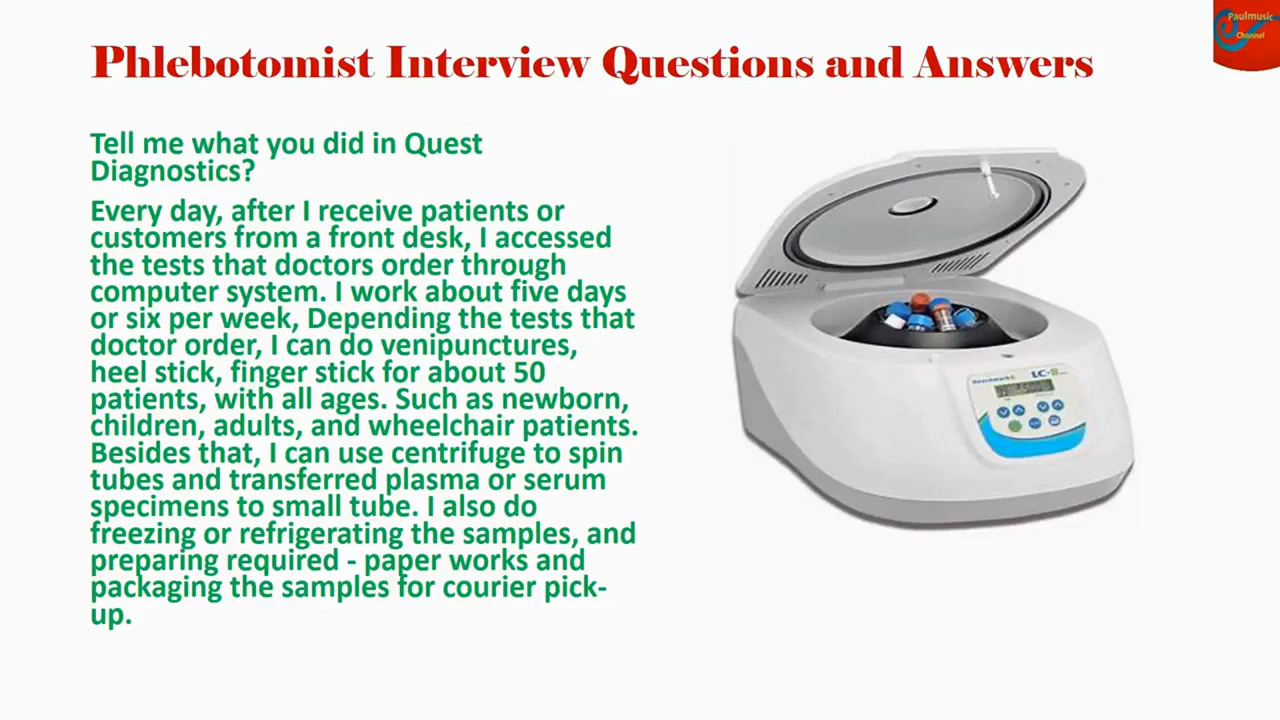 Paulmusic
Channel
Phlebotomist Interview Questions and Answers
Tell me what you did in Quest
Diagnostics?
Every day, after I receive patients or
customers from a front desk, I accessed
the tests that doctors order through
computer system. I work about five days
or six per week, Depending the tests that
doctor order, I can do venipunctures,
heel stick, finger stick for about 50
patients, with all ages. Such as newborn,
children, adults, and wheelchair patients.
Besides that, I can use centrifuge to spin
tubes and transferred plasma or serum
specimens to small tube. I also do
freezing or refrigerating the samples, and
preparing required - paper works and
packaging the samples for courier pick-
up.